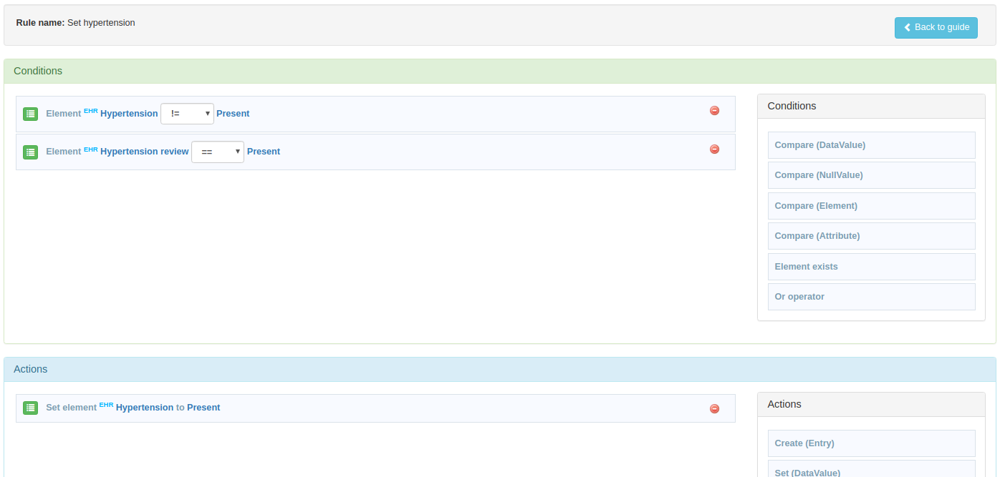 Rule name: Set hypertension
Back to guide
Conditions
Element EHR Hypertension != Present
Element EHR Hypertension review == Present
Conditions
Compare (DataValue)
Compare (NullValue)
Compare (Element)
Compare (Attribute)
Element exists
Or operator
Actions
Set element EHR Hypertension to Present
Actions
Create (Entry)
Set (DataValue)